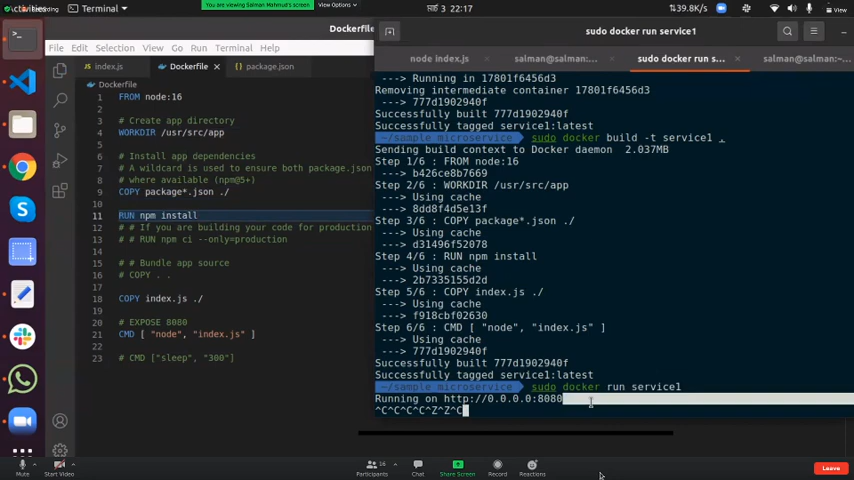 Activities
Terminal
You are viewing Salman Mahmuli's screen
View Options
3 22:17
39.8K/s
View
Dockerfile
sudo docker run service1
File Edit Selection View Go Run Terminal Help
index.js
Dockerfile
package.json
node index.js
salman@salman:...
sudo docker run s...
salman@salman:~...
Dockerfile
1 FROM node:16
2
3 # Create app directory
4 WORKDIR /usr/src/app
5
6 # Install app dependencies
7 # A wildcard is used to ensure both package.json
8 # where available (npm@5+)
9 COPY package*.json ./
10
11 RUN npm install
12 # # If you are building your code for production
13 # # RUN npm ci --only=production
14
15 # # Bundle app source
16 # COPY . .
17
18 COPY index.js ./
19
20 # EXPOSE 8080
21 CMD [ "node", "index.js" ]
22
23 # CMD ["sleep", "300"]
---> Running in 17801f6456d3
Removing intermediate container 17801f6456d3
---> 777d1902940f
Successfully built 777d1902940f
Successfully tagged service1:latest
~/sample microservice sudo docker build -t service1 .
Sending build context to Docker daemon 2.037MB
Step 1/6 : FROM node:16
---> b426ce8b7669
Step 2/6 : WORKDIR /usr/src/app
---> Using cache
---> 8dd8f4d5e13f
Step 3/6 : COPY package*.json ./
---> Using cache
---> d31496f52078
Step 4/6 : RUN npm install
---> Using cache
---> 2b7335155d2d
Step 5/6 : COPY index.js ./
---> Using cache
---> f918cbf02630
Step 6/6 : CMD [ "node", "index.js" ]
---> Using cache
---> 777d1902940f
Successfully built 777d1902940f
Successfully tagged service1:latest
~/sample microservice sudo docker run service1
Running on http://0.0.0.0:8080
^C^C^C^C^Z^Z^C
Mute
Start Video
16
Participants
Chat
Share Screen
Record
Reactions
Leave